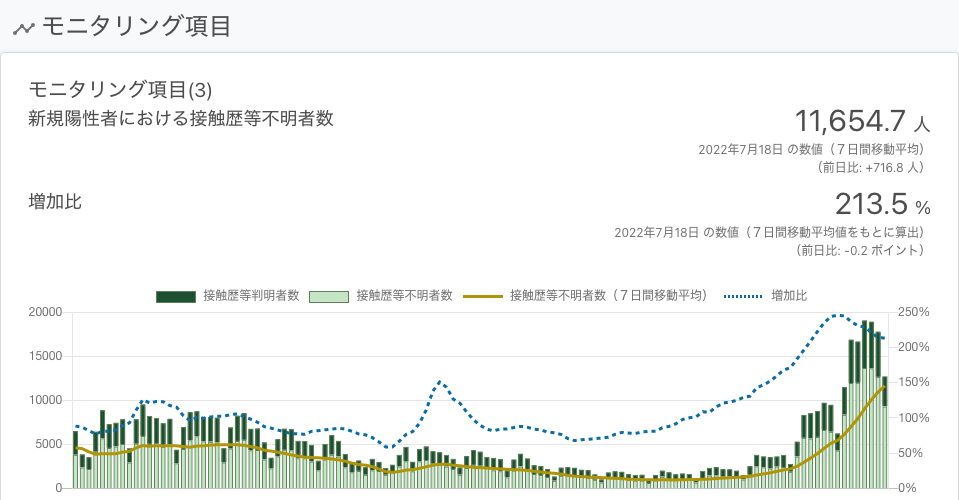 モニタリング項目
モニタリング項目(3)
新規陽性者における接触歴等不明者数
11,654.7 人
2022年7月18日 の数値（７日間移動平均）
（前日比: +716.8 人）
増加比
213.5 %
2022年7月18日 の数値（７日間移動平均値をもとに算出）
（前日比: -0.2 ポイント）
接触歴等判明者数 接触歴等不明者数 接触歴等不明者数（７日間移動平均） 増加比
20000 250%
200%
15000
150%
10000
100%
5000
50%
0 0%